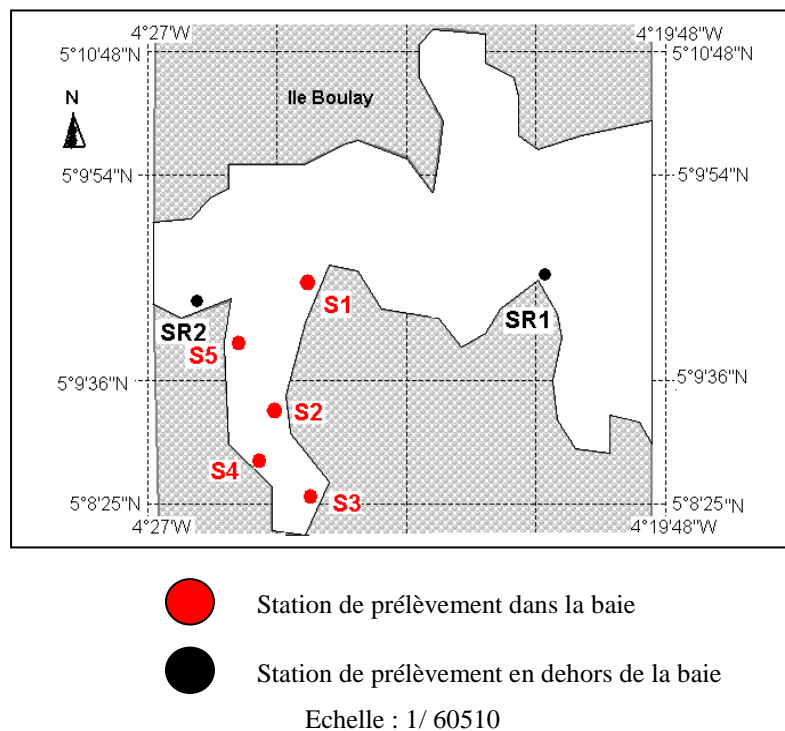 4°27'W 4°19'48"W
5°10'48"N 5°10'48"N
Ile Boulay
N
5°9'54"N 5°9'54"N
S1
SR2 SR1
S5
5°9'36"N 5°9'36"N
S2
S4
S3
5°8'25"N 5°8'25"N
4°27'W 4°19'48"W
Station de prélèvement dans la baie
Station de prélèvement en dehors de la baie
Echelle : 1/ 60510